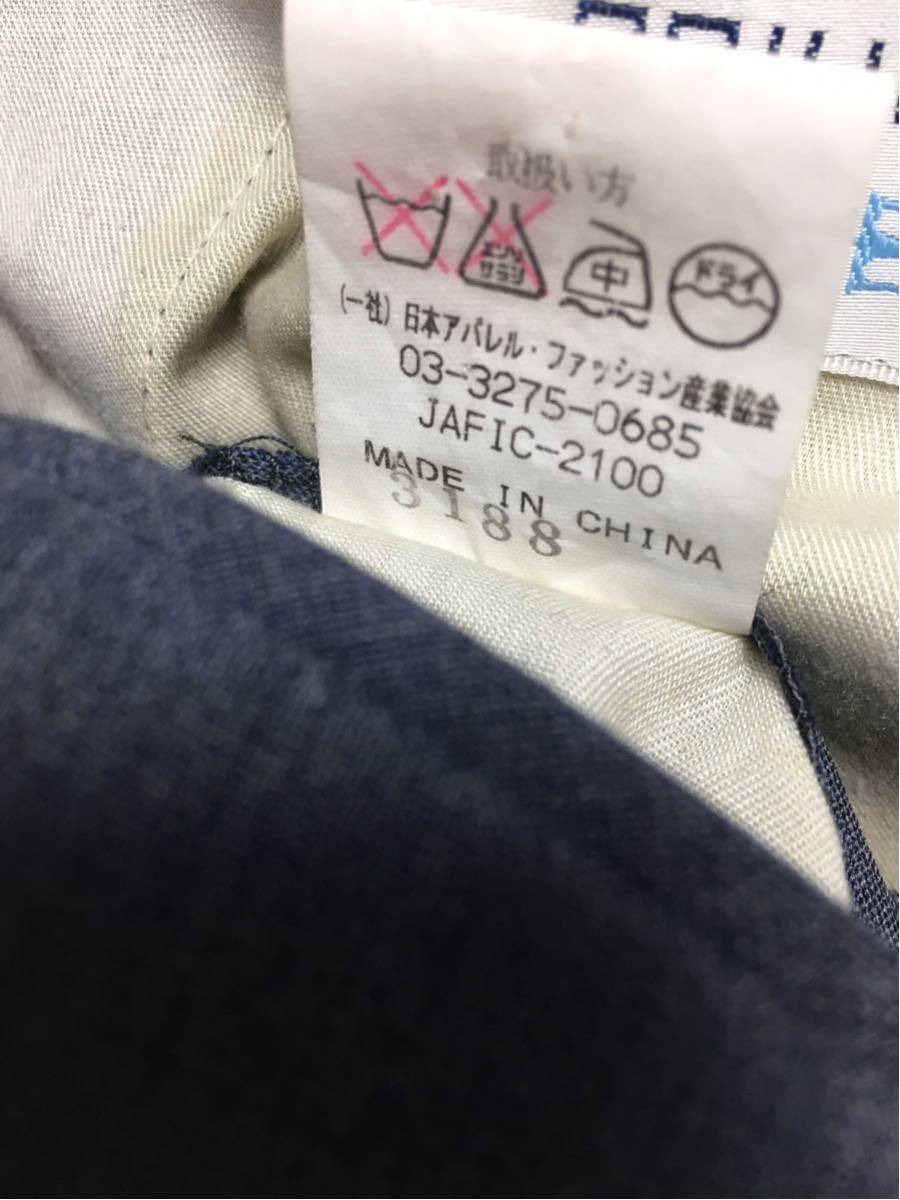 取扱い方
エンソ サラシ 中 ドライ
(一社) 日本アパレル・ファッション産業協会
03-3275-0685
JAFIC-2100
MADE IN CHINA
3188